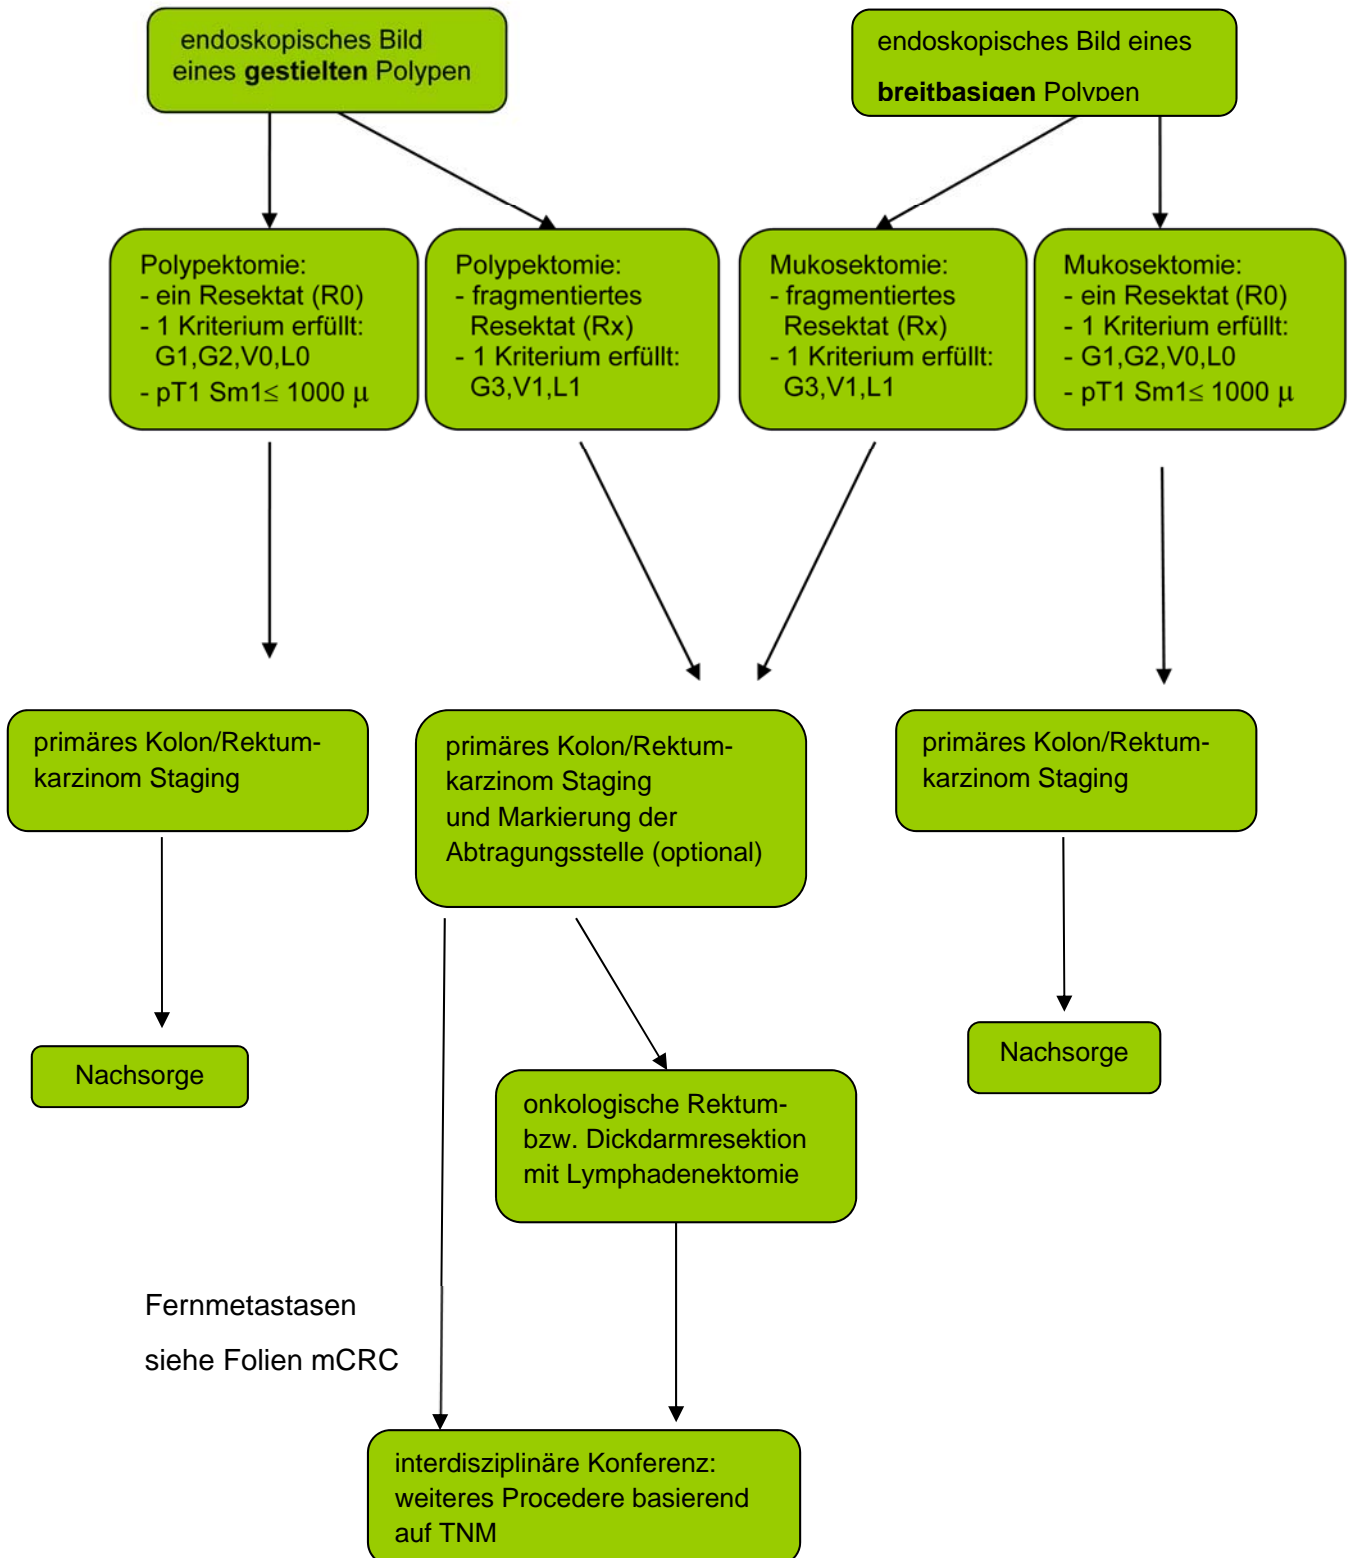 endoskopisches Bild
eines gestielten Polypen
endoskopisches Bild eines
breitbasigen Polypen
Polypektomie:
- ein Resektat (R0)
- 1 Kriterium erfüllt:
G1,G2,V0,L0
- pT1 Sm1≤ 1000 µ
Polypektomie:
- fragmentiertes
Resektat (Rx)
- 1 Kriterium erfüllt:
G3,V1,L1
Mukosektomie:
- fragmentiertes
Resektat (Rx)
- 1 Kriterium erfüllt:
G3,V1,L1
Mukosektomie:
- ein Resektat (R0)
- 1 Kriterium erfüllt:
- G1,G2,V0,L0
- pT1 Sm1≤ 1000 µ
primäres Kolon/Rektum-
karzinom Staging
primäres Kolon/Rektum-
karzinom Staging
und Markierung der
Abtragungsstelle (optional)
primäres Kolon/Rektum-
karzinom Staging
Nachsorge
Nachsorge
onkologische Rektum-
bzw. Dickdarmresektion
mit Lymphadenektomie
Fernmetastasen
siehe Folien mCRC
interdisziplinäre Konferenz:
weiteres Procedere basierend
auf TNM